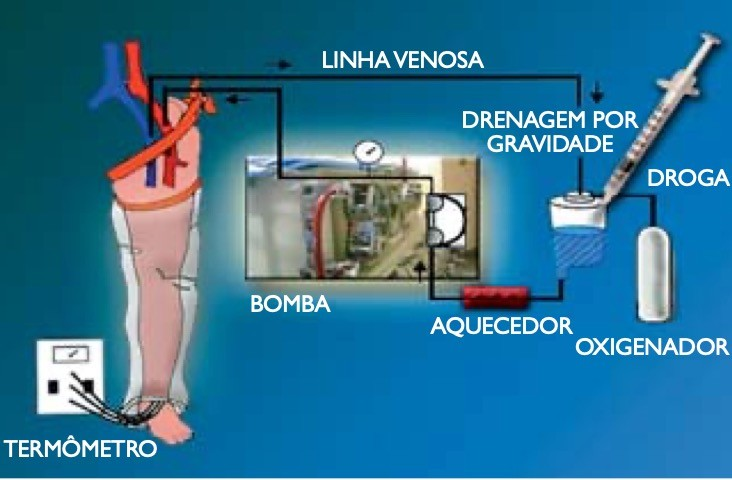 LINHA VENOSA
DRENAGEM POR
GRAVIDADE
DROGA
BOMBA
AQUECEDOR
OXIGENADOR
TERMÔMETRO